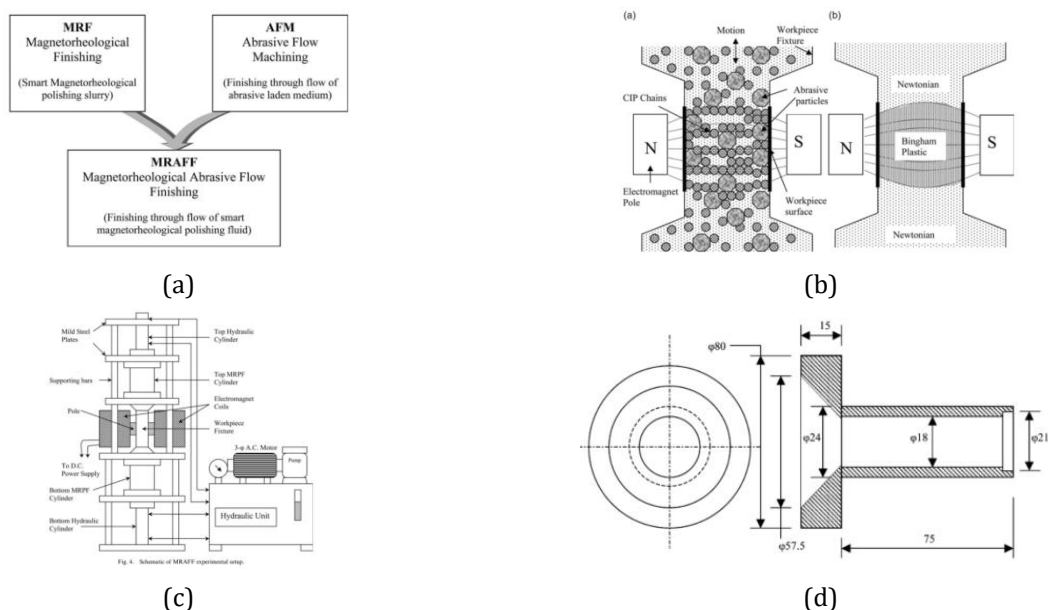 MRF
Magnetorheological
Finishing
(Smart Magnetorheological
polishing slurry)
AFM
Abrasive Flow
Machining
(Finishing through flow of
abrasive laden medium)
MRAFF
Magnetorheological Abrasive Flow
Finishing
(Finishing through flow of smart
magnetorheological polishing fluid)
(a)
(a)
Motion
Workpiece
Fixture
(b)
CIP Chains
Abrasive
particles
N
S
Electromagnet
Pole
Workpiece
surface
Newtonian
N
Bingham
Plastic
S
Newtonian
(b)
Mild Steel
Plates
Top Hydraulic
Cylinder
Supporting bars
Top MRPF
Cylinder
Electromagnet
Coils
Pole
Workpiece
Fixture
3-φ A.C. Motor
Pump
To D.C.
Power Supply
Bottom MRPF
Cylinder
Hydraulic Unit
Bottom Hydraulic
Cylinder
Fig. 4. Schematic of MRAFF experimental setup.
(c)
15
φ80
φ24
φ18
φ21
φ57.5
75
(d)